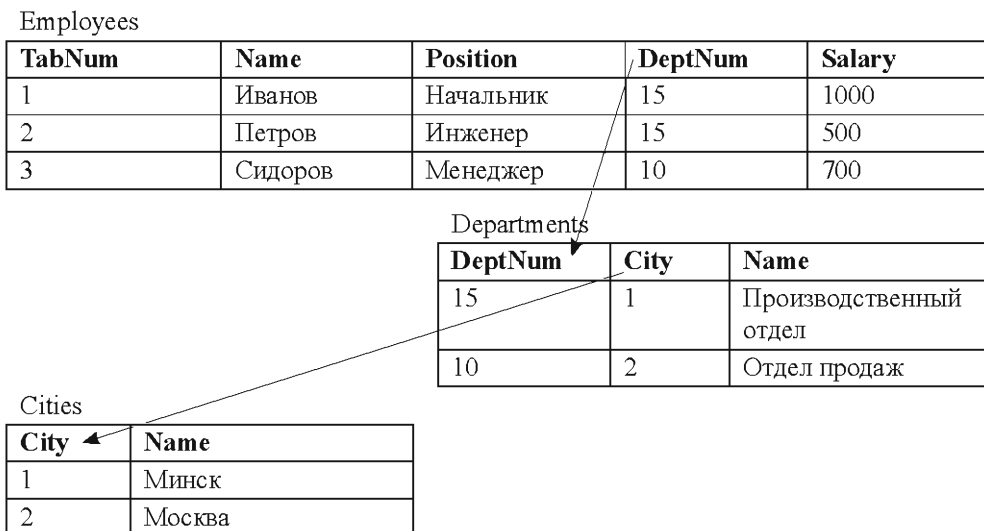 Employees
TabNum Name Position DeptNum Salary
1 Иванов Начальник 15 1000
2 Петров Инженер 15 500
3 Сидоров Менеджер 10 700
Departments
DeptNum City Name
15 1 Производственный
отдел
10 2 Отдел продаж
Cities
City Name
1 Минск
2 Москва